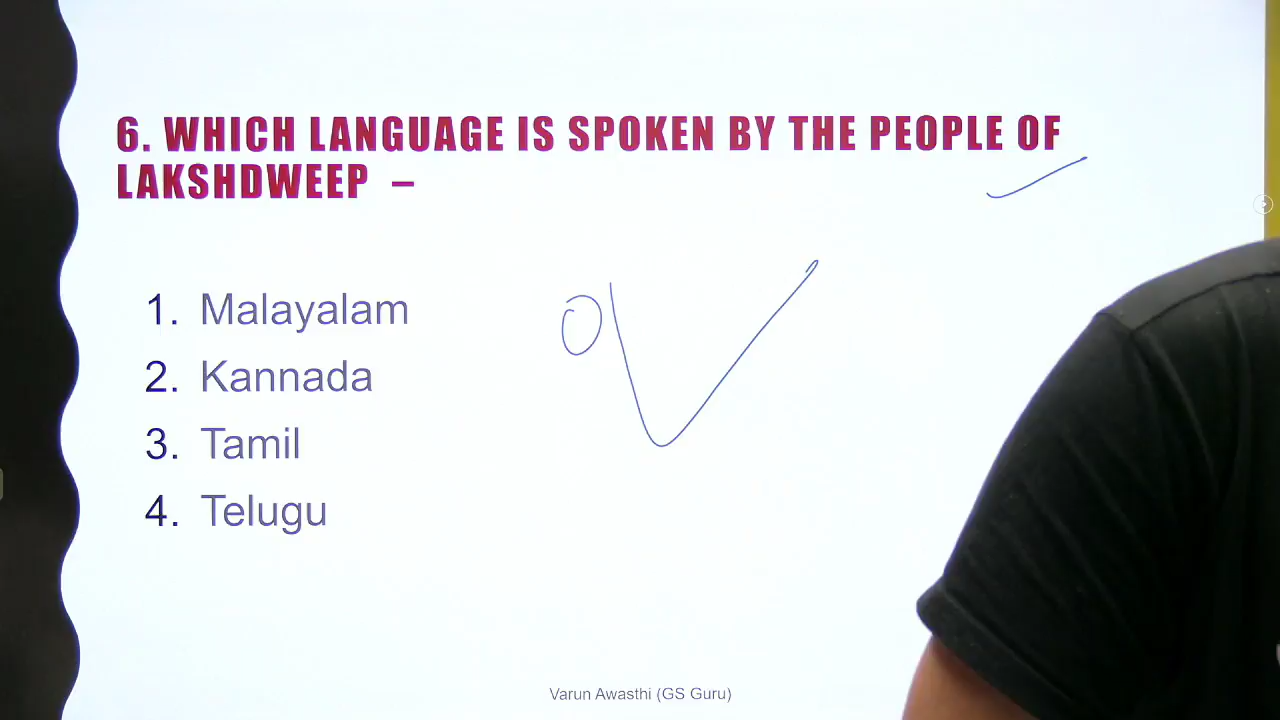 6. WHICH LANGUAGE IS SPOKEN BY THE PEOPLE OF
LAKSHDWEEP –
1. Malayalam
2. Kannada
3. Tamil
4. Telugu
Varun Awasthi (GS Guru)